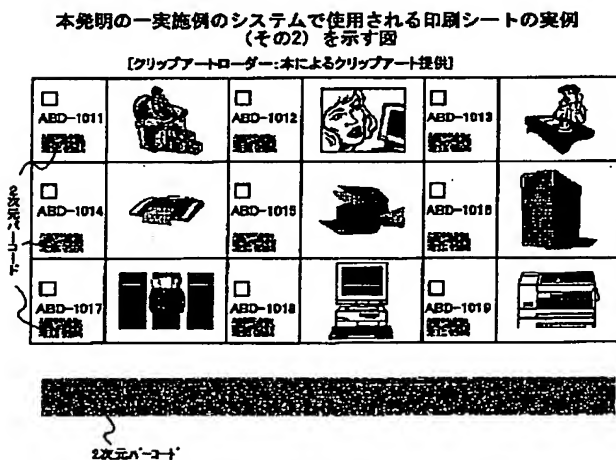 本発明の一実施例のシステムで使用される印刷シートの実例
(その2) を示す図
[クリップアートローダー:本によるクリップアート提供]
ABD-1011
ABD-1012
ABD-1013
ABD-1014
ABD-1015
ABD-1016
ABD-1017
ABD-1018
ABD-1019
2次元バーコード
2次元バーコード